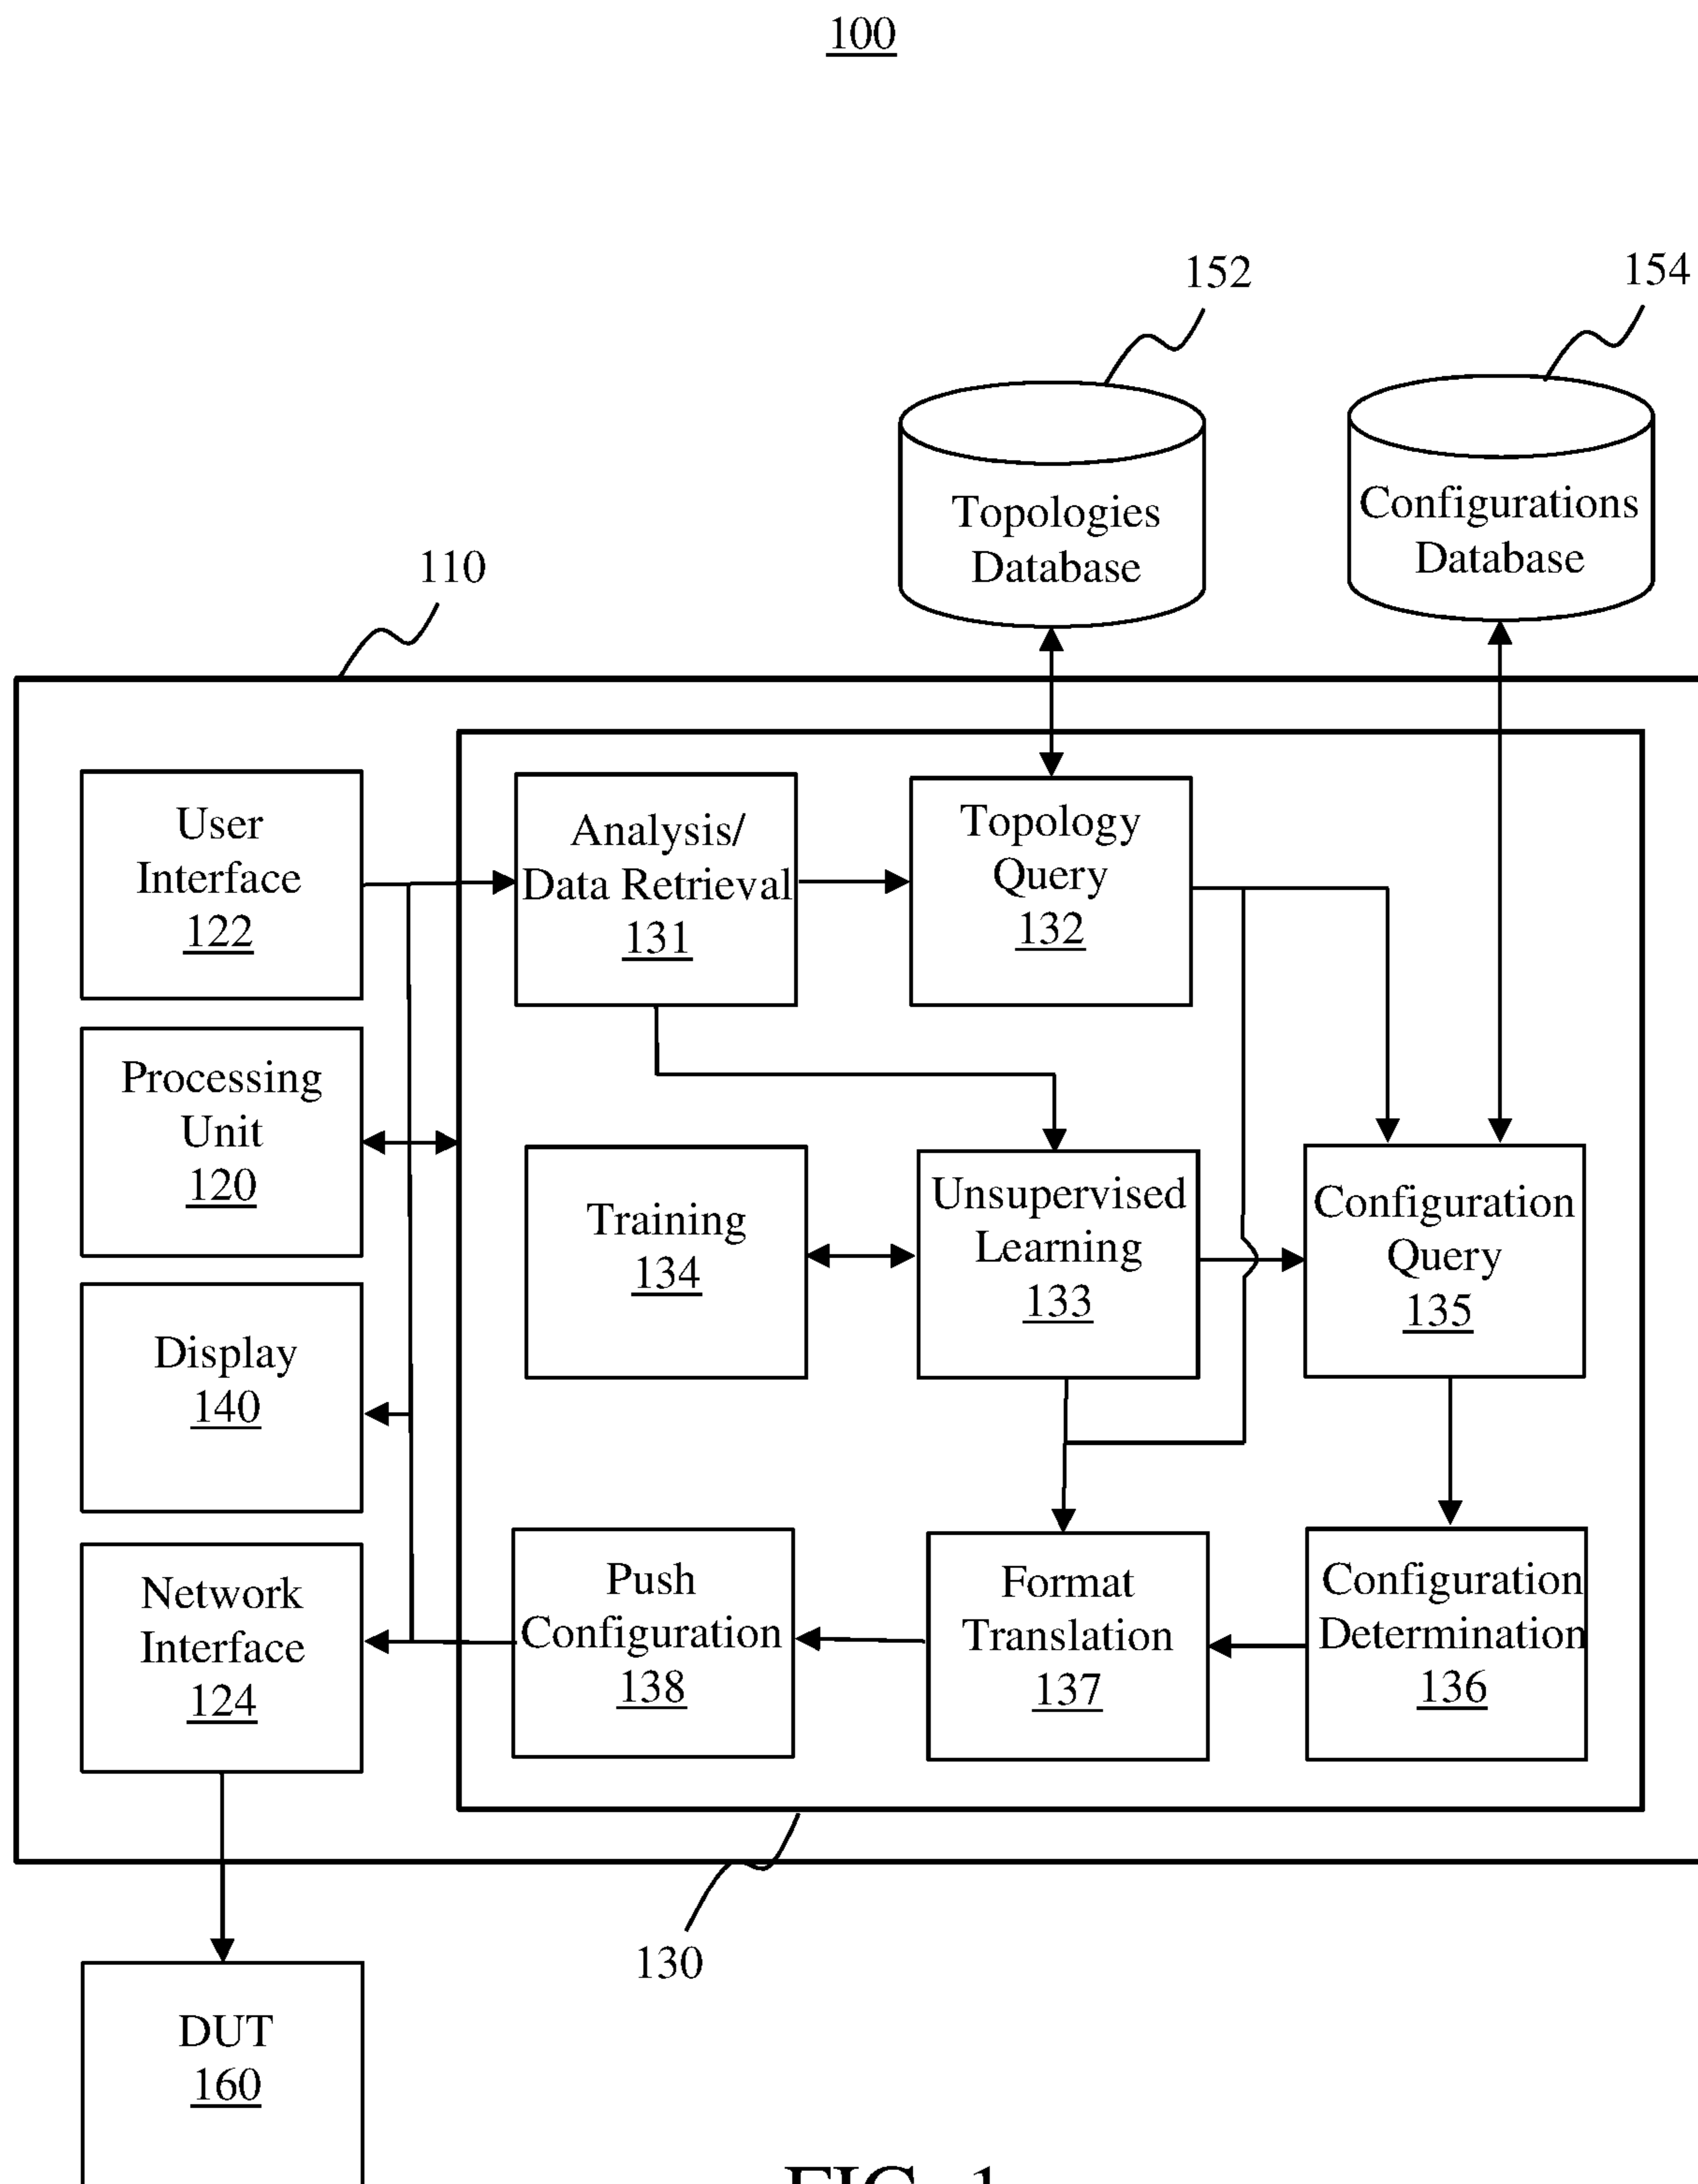 100
152
154
Topologies
Database
Configurations
Database
110
User
Interface
122
Analysis/
Data Retrieval
131
Topology
Query
132
Processing
Unit
120
Training
134
Unsupervised
Learning
133
Configuration
Query
135
Display
140
Network
Interface
124
Push
Configuration
138
Format
Translation
137
Configuration
Determination
136
130
DUT
160
FIG. 1